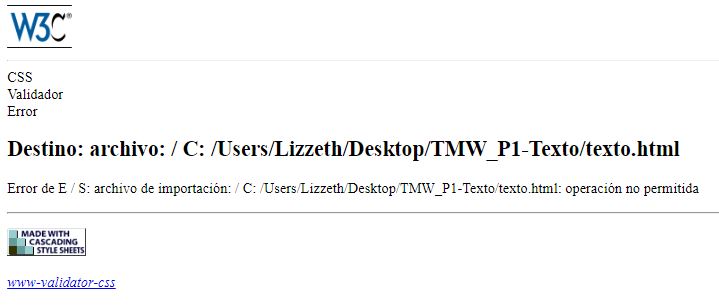 W3C®
CSS
Validador
Error
Destino: archivo: / C: /Users/Lizzeth/Desktop/TMW_P1-Texto/texto.html
Error de E / S: archivo de importación: / C: /Users/Lizzeth/Desktop/TMW_P1-Texto/texto.html: operación no permitida
MADE WITH
CASCADING
STYLE SHEETS
www-validator-css